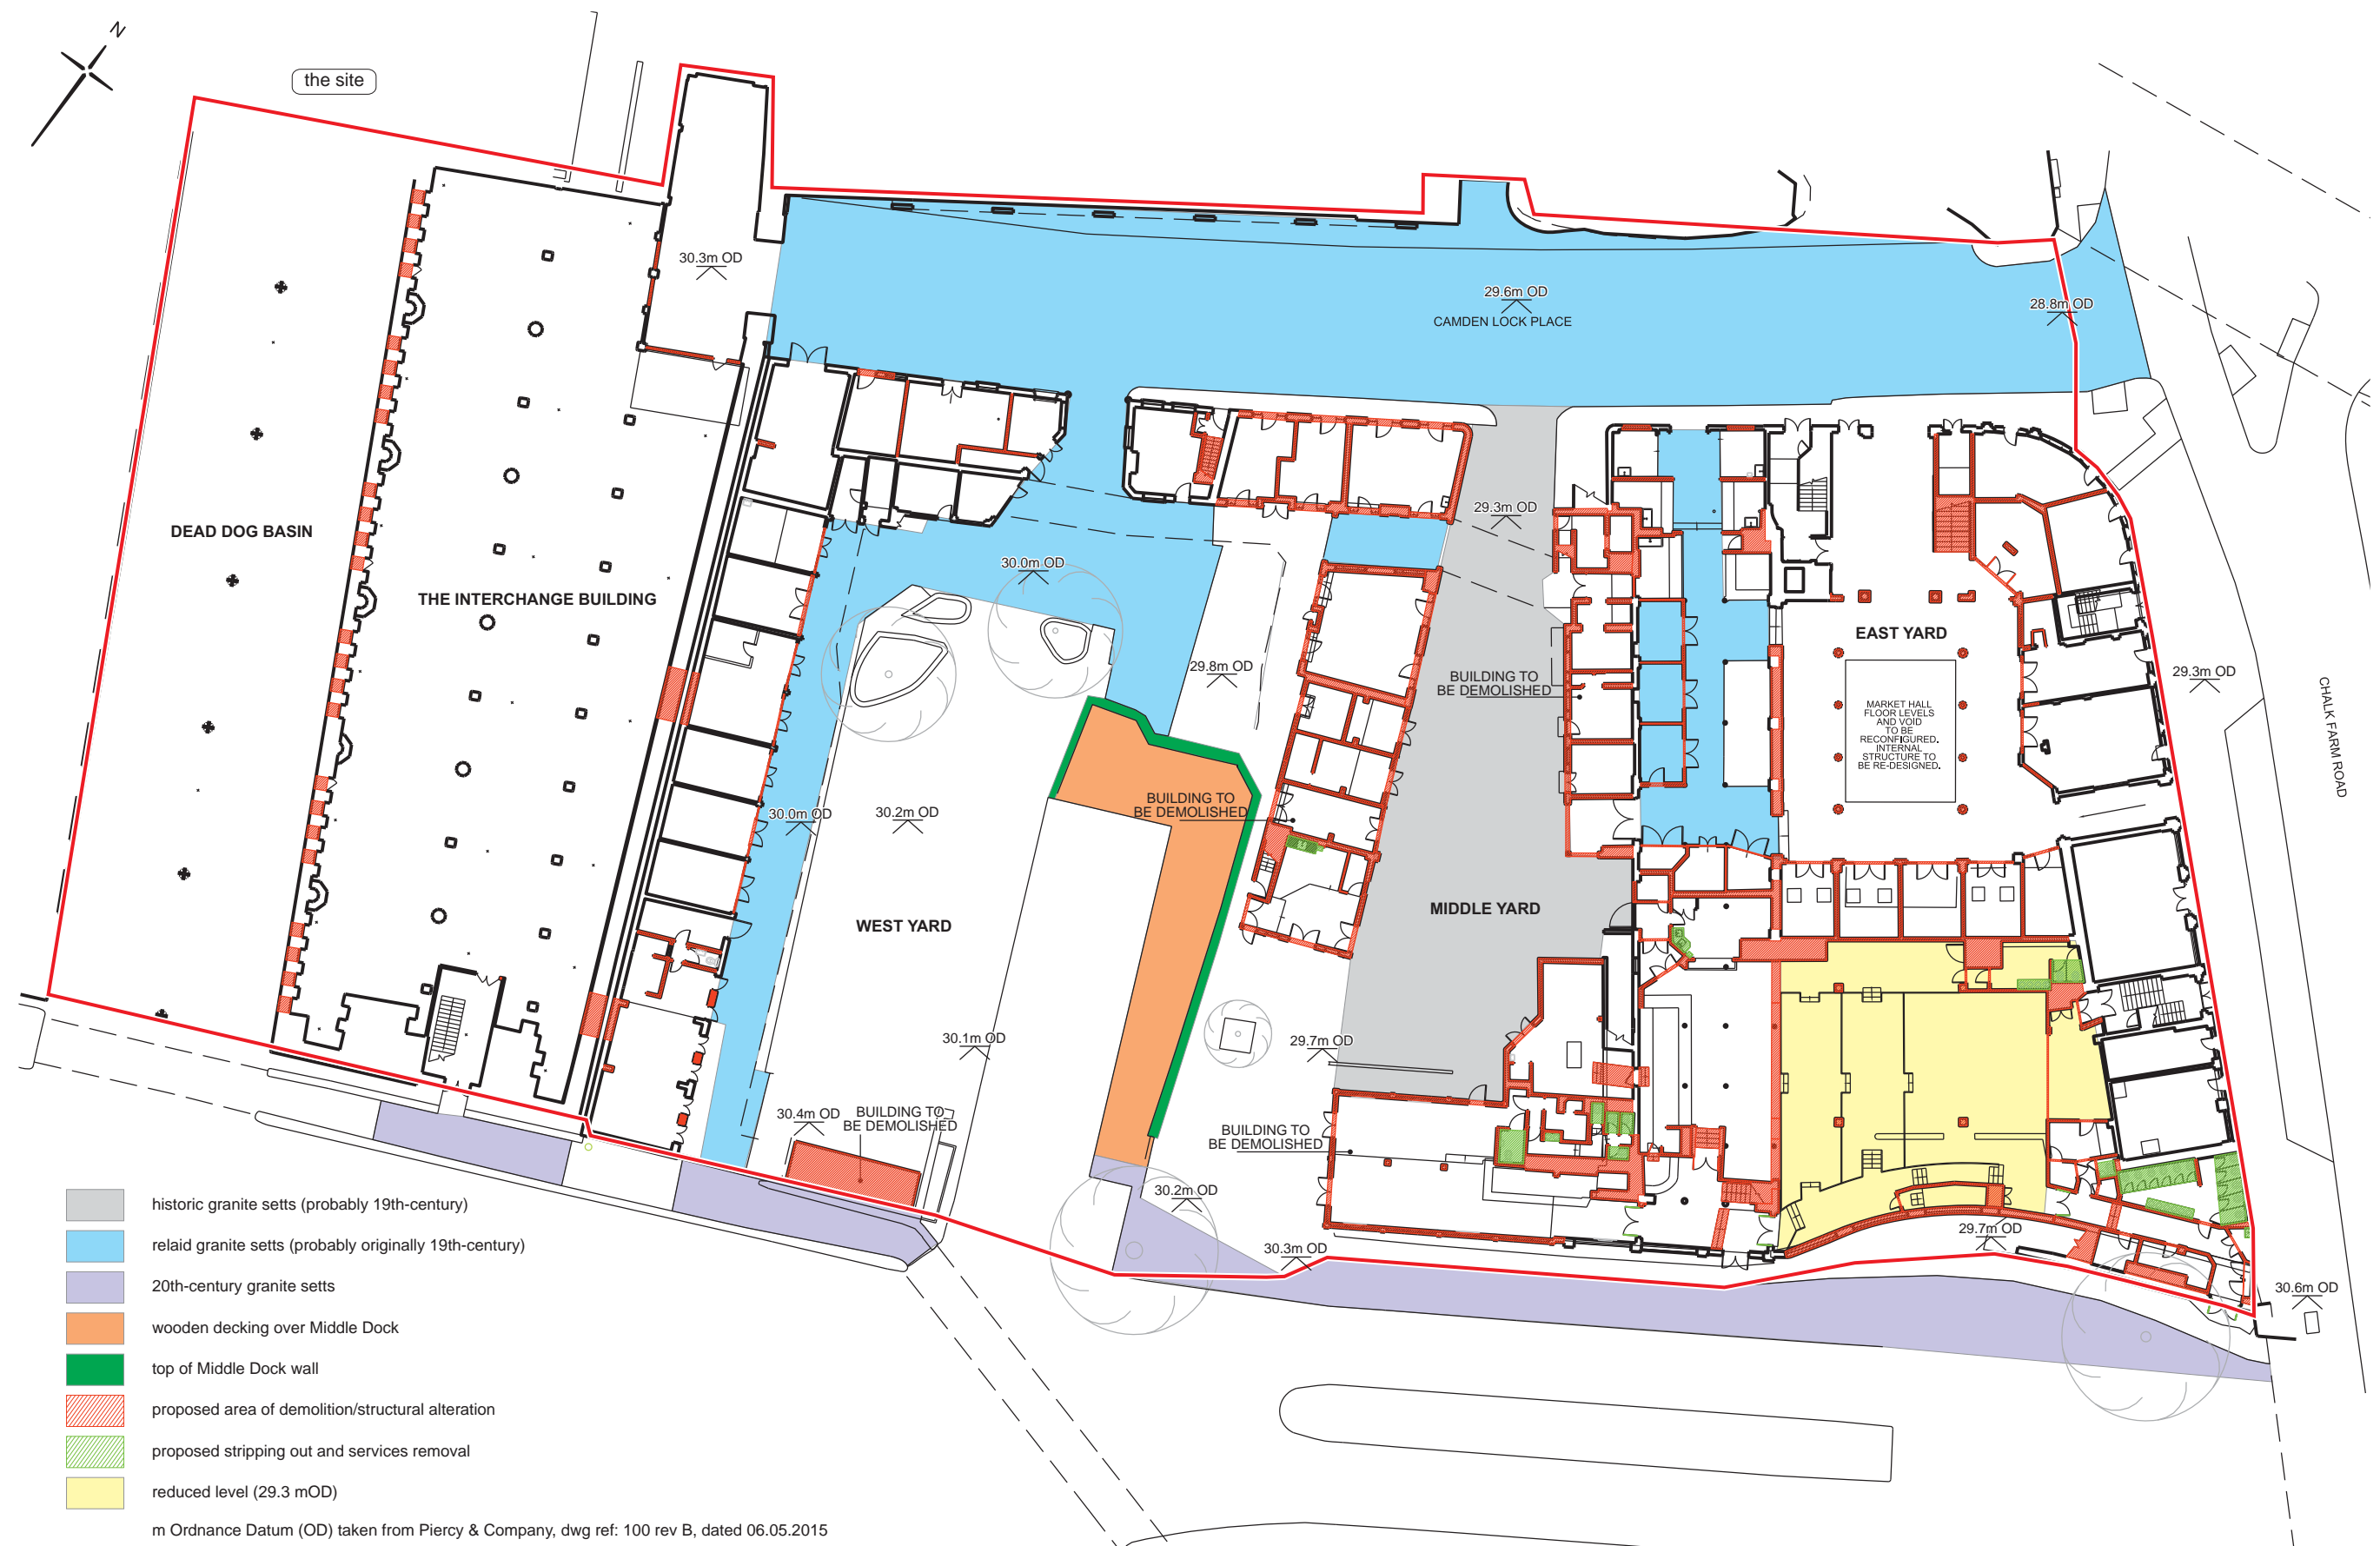 N
the site
30.3m OD
29.6m OD
CAMDEN LOCK PLACE
28.8m OD
29.3m OD
DEAD DOG BASIN
THE INTERCHANGE BUILDING
30.0m OD
EAST YARD
29.8m OD
BUILDING TO
BE DEMOLISHED
29.3m OD
CHALK FARM ROAD
MARKET HALL
FLOOR LEVELS
AND VOID
TO BE
RECONFIGURED.
INTERNAL
STRUCTURE TO
BE RE-DESIGNED.
BUILDING TO
BE DEMOLISHED
30.0m OD
30.2m OD
WEST YARD
MIDDLE YARD
30.1m OD
29.7m OD
30.4m OD
BUILDING TO
BE DEMOLISHED
BUILDING TO
BE DEMOLISHED
30.2m OD
30.3m OD
29.7m OD
30.6m OD
historic granite setts (probably 19th-century)
relaid granite setts (probably originally 19th-century)
20th-century granite setts
wooden decking over Middle Dock
top of Middle Dock wall
proposed area of demolition/structural alteration
proposed stripping out and services removal
reduced level (29.3 mOD)
m Ordnance Datum (OD) taken from Piercy & Company, dwg ref: 100 rev B, dated 06.05.2015